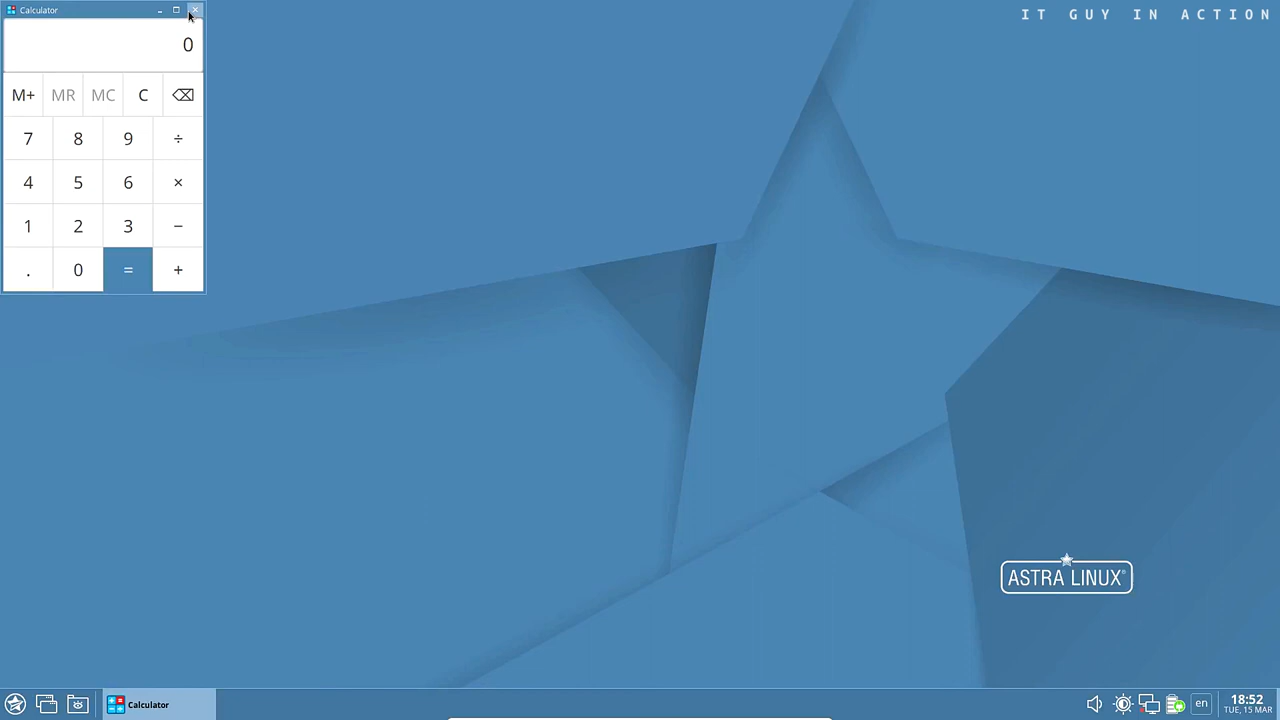 Calculator
IT GUY IN ACTION
0
M+ MR MC C ⌫
7 8 9 ÷
4 5 6 ×
1 2 3 −
. 0 = +
ASTRA LINUX®
Calculator
en
18:52
TUE, 15 MAR